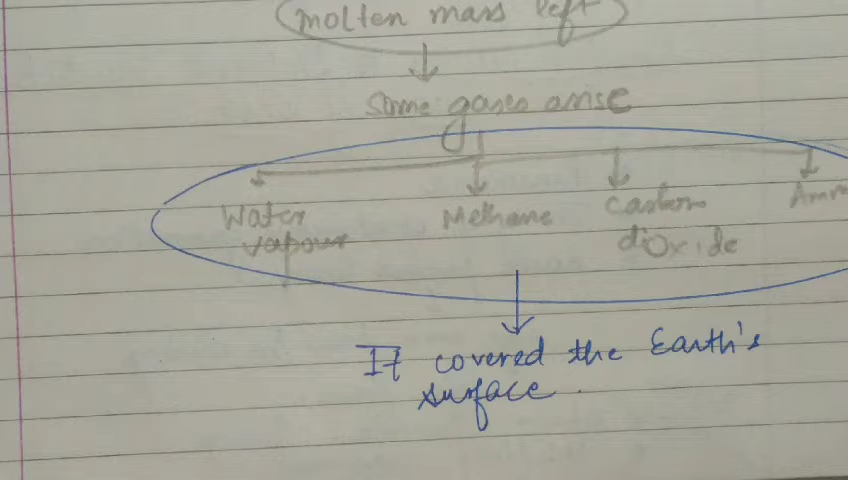 molten mass left
Some gases arise
Water Methane Carbon
vapour dioxide
It covered the Earth's
surface.